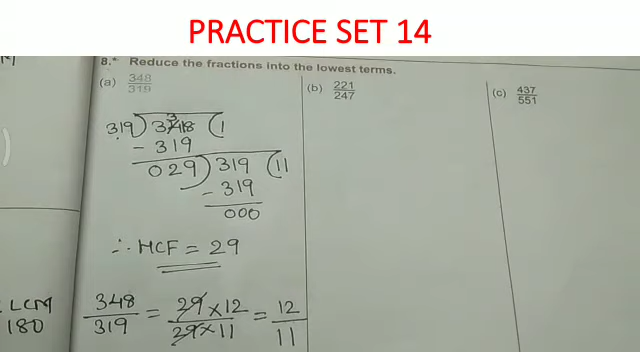 PRACTICE SET 14
8.* Reduce the fractions into the lowest terms.
(a) 348/319
(b) 221/247
(c) 437/551
319) 348 (1
- 319
029) 319 (11
- 319
000
∴ HCF = 29
348/319 = 29 × 12 / 29 × 11 = 12/11
LCM
180